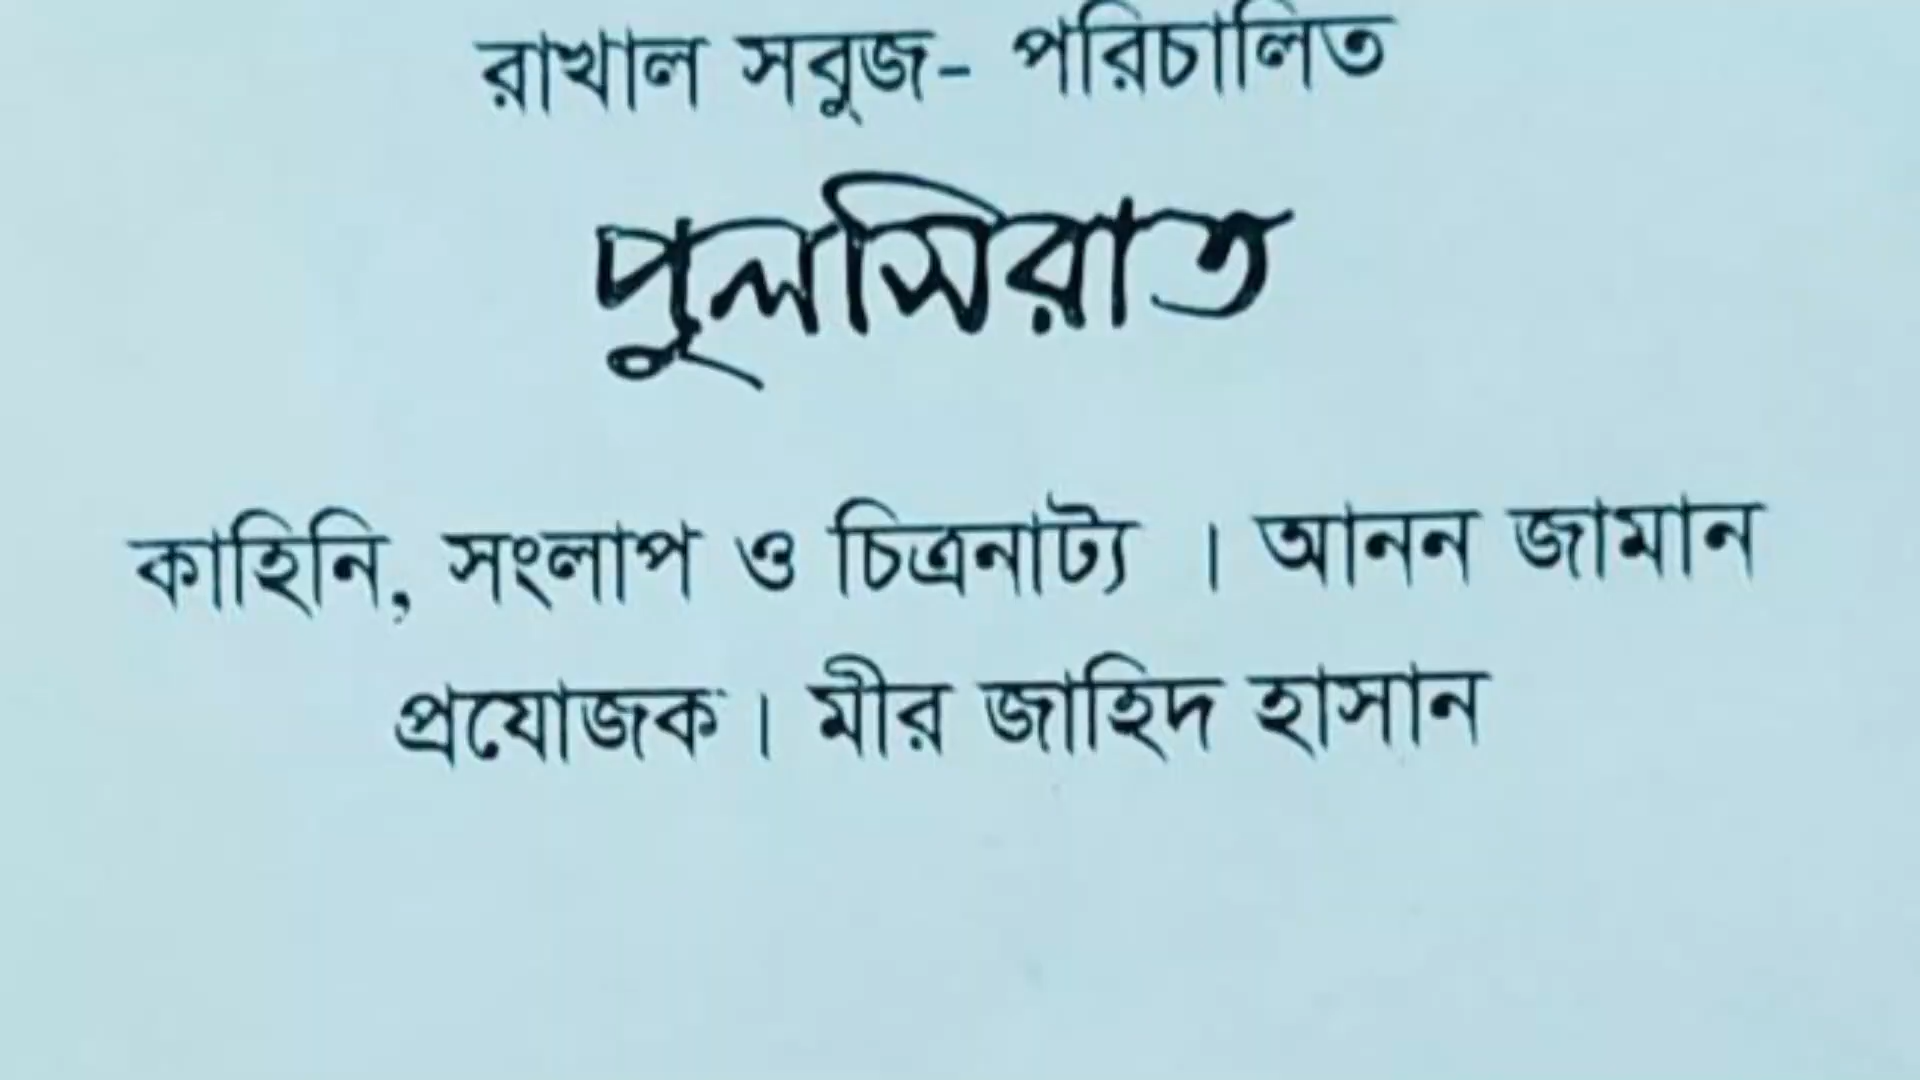 রাখাল সবুজ- পরিচালিত
পুলসিরাত
কাহিনি, সংলাপ ও চিত্রনাট্য । আনন জামান
প্রযোজক । মীর জাহিদ হাসান